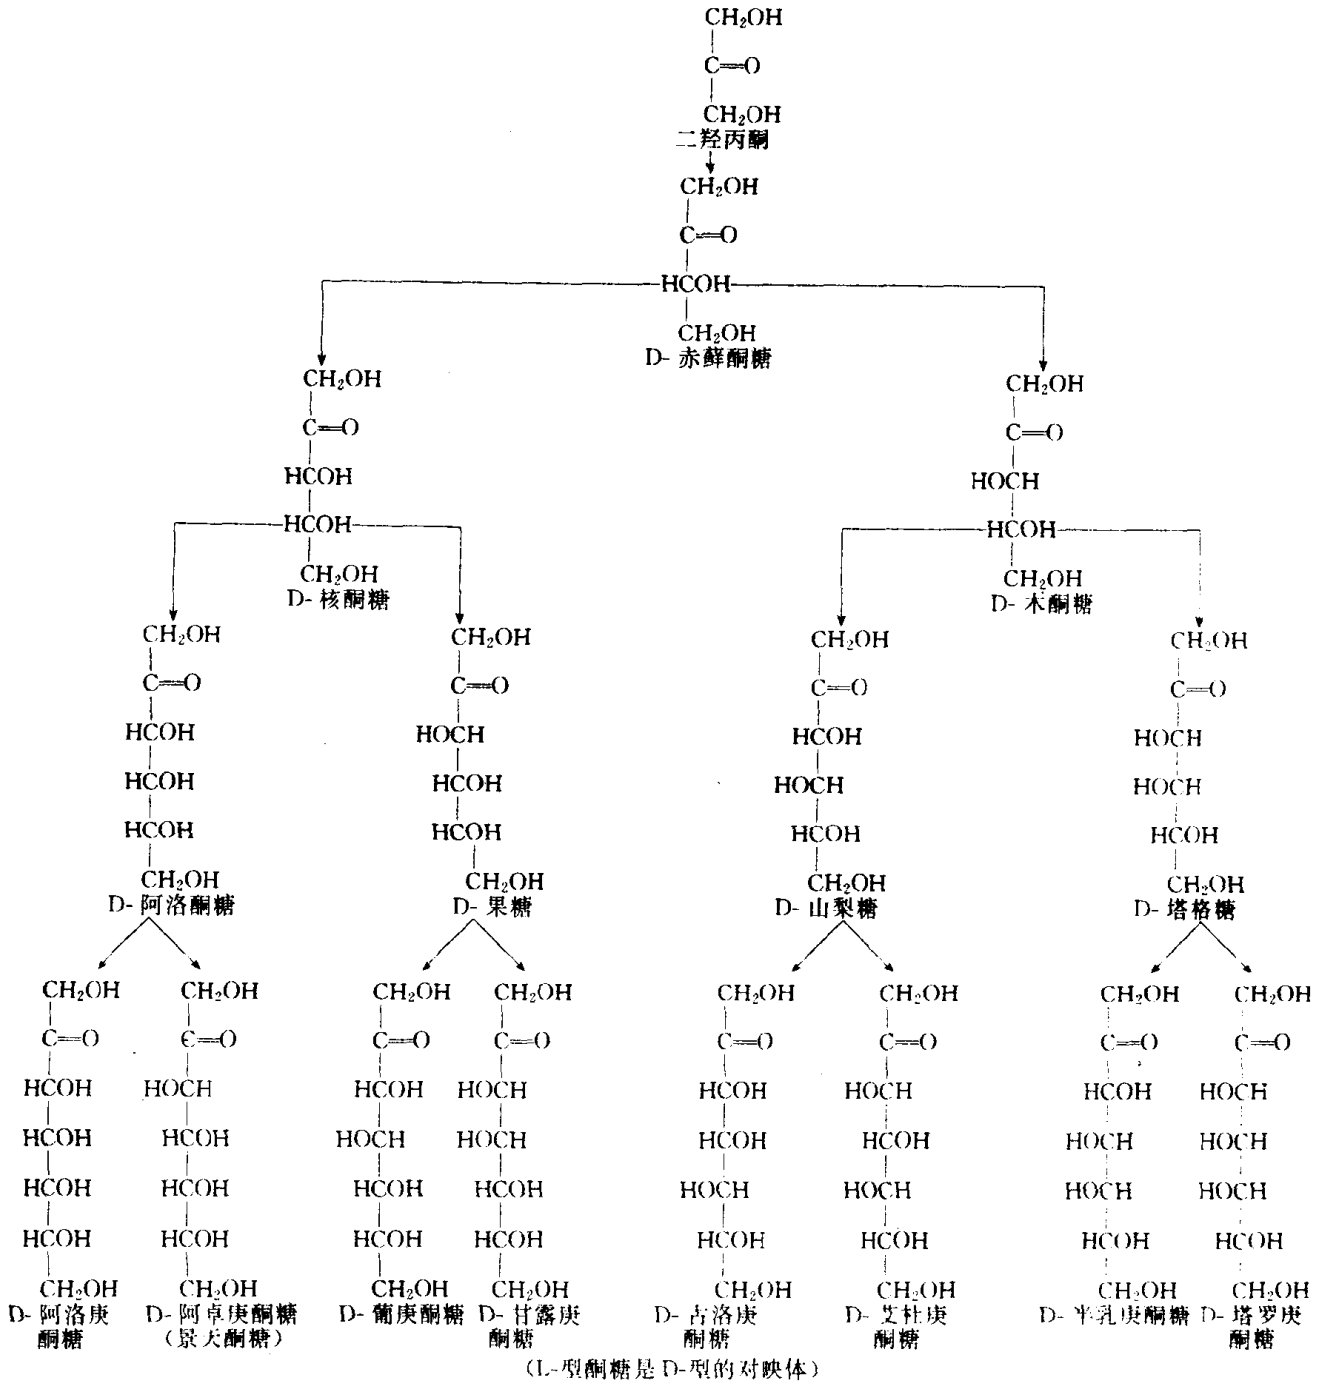 CH₂OH
C=O
CH₂OH
二羟丙酮
CH₂OH
C=O
HCOH
CH₂OH
D-赤藓酮糖
CH₂OH
C=O
HCOH
HCOH
CH₂OH
D-核酮糖
CH₂OH
C=O
HOCH
HCOH
CH₂OH
D-木酮糖
CH₂OH
C=O
HCOH
HCOH
HCOH
CH₂OH
D-阿洛酮糖
CH₂OH
C=O
HOCH
HCOH
HCOH
CH₂OH
D-果糖
CH₂OH
C=O
HCOH
HOCH
HCOH
CH₂OH
D-山梨糖
CH₂OH
C=O
HOCH
HOCH
HCOH
CH₂OH
D-塔格糖
CH₂OH
C=O
HCOH
HCOH
HCOH
HCOH
CH₂OH
D-阿洛庚
酮糖
CH₂OH
C=O
HOCH
HCOH
HCOH
HCOH
CH₂OH
D-阿卓庚酮糖
(景天酮糖)
CH₂OH
C=O
HCOH
HOCH
HCOH
HCOH
CH₂OH
D-葡庚酮糖
CH₂OH
C=O
HOCH
HOCH
HCOH
HCOH
CH₂OH
D-甘露庚
酮糖
CH₂OH
C=O
HCOH
HCOH
HOCH
HCOH
CH₂OH
D-古洛庚
酮糖
CH₂OH
C=O
HOCH
HCOH
HOCH
HCOH
CH₂OH
D-艾杜庚
酮糖
CH₂OH
C=O
HCOH
HOCH
HOCH
HCOH
CH₂OH
D-半乳庚酮糖
CH₂OH
C=O
HOCH
HOCH
HOCH
HCOH
CH₂OH
D-塔罗庚
酮糖
(L-型酮糖是D-型的对映体)